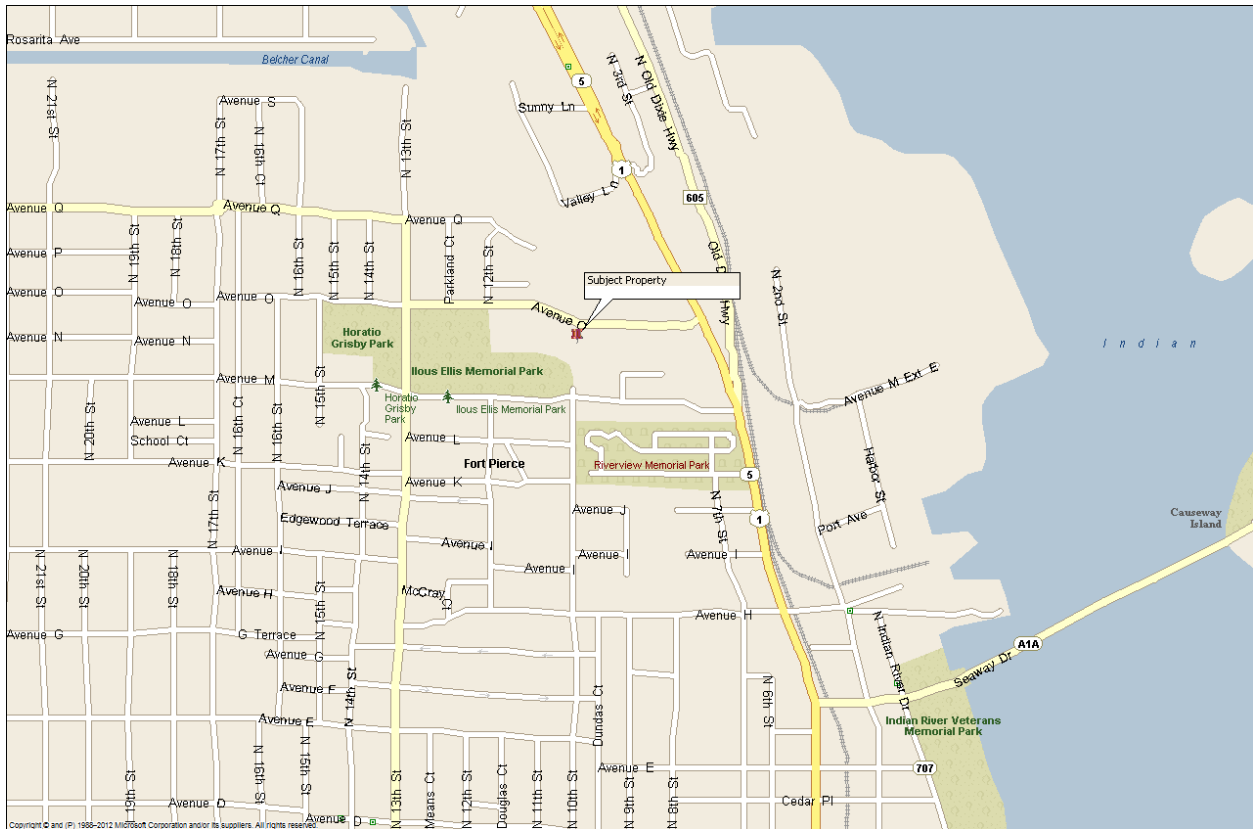 Rosarita Ave
Belcher Canal
5
N 3rd St
N Old Dixie Hwy
N 21st St
Avenue S
N 17th St
N 16th Ct
N 13th St
Sunny Ln
1
Valley Ln
605
Avenue Q
Avenue Q
Avenue Q
N 19th St
N 18th St
N 16th St
N 15th St
N 14th St
Parkland Ct
N 12th St
Avenue P
Old D
Hwy
N 2nd St
Subject Property
Avenue O
Avenue O
Avenue O
Avenue O
Horatio
Grisby Park
Indian
Avenue N
Avenue N
Ilous Ellis Memorial Park
Avenue M
N 15th St
Horatio
Grisby
Park
Ilous Ellis Memorial Park
Avenue M Ext E
N 20th St
Avenue L
School Ct
N 16th Ct
N 16th St
Avenue L
Avenue K
N 14th St
Fort Pierce
Riverview Memorial Park
Harbor St
5
Avenue K
Avenue J
N 7th St
N 17th St
Edgewood Terrace
Avenue J
1
Port Ave
Causeway
Island
Avenue I
Avenue I
Avenue I
Avenue I
Avenue I
N 21st St
N 20th St
N 18th St
Avenue H
N 15th St
McCray Ct
Avenue H
Avenue G
G Terrace
Avenue G
N Indian River Dr
A1A
Seaway Dr
Avenue F
N 14th St
Dundas Ct
N 6th St
Avenue E
Indian River Veterans
Memorial Park
Avenue E
707
N 19th St
N 16th St
N 15th St
N 13th St
Means Ct
N 12th St
Douglas Ct
N 11th St
N 10th St
N 9th St
N 8th St
Avenue D
Avenue D
Cedar Pl
Copyright © and (P) 1988–2012 Microsoft Corporation and/or its suppliers. All rights reserved.